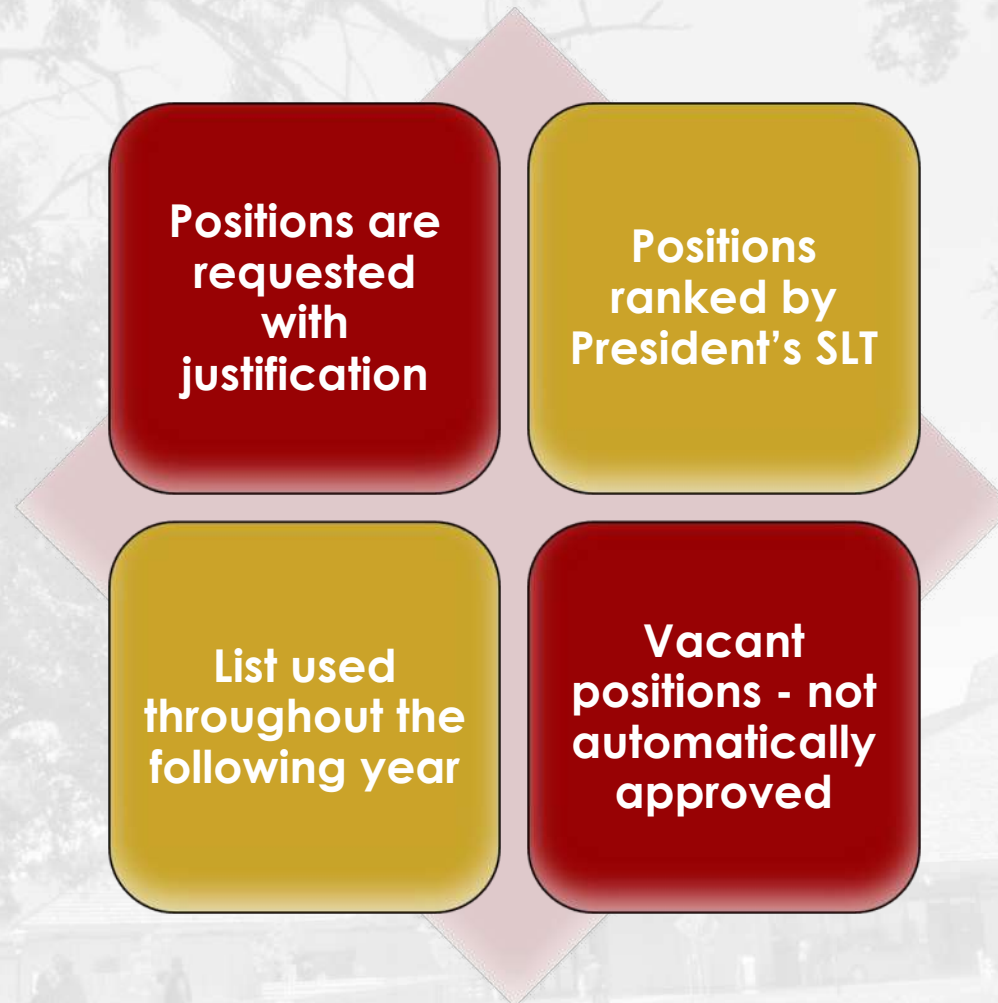 Positions are
requested
with
justification
Positions
ranked by
President’s SLT
List used
throughout the
following year
Vacant
positions - not
automatically
approved